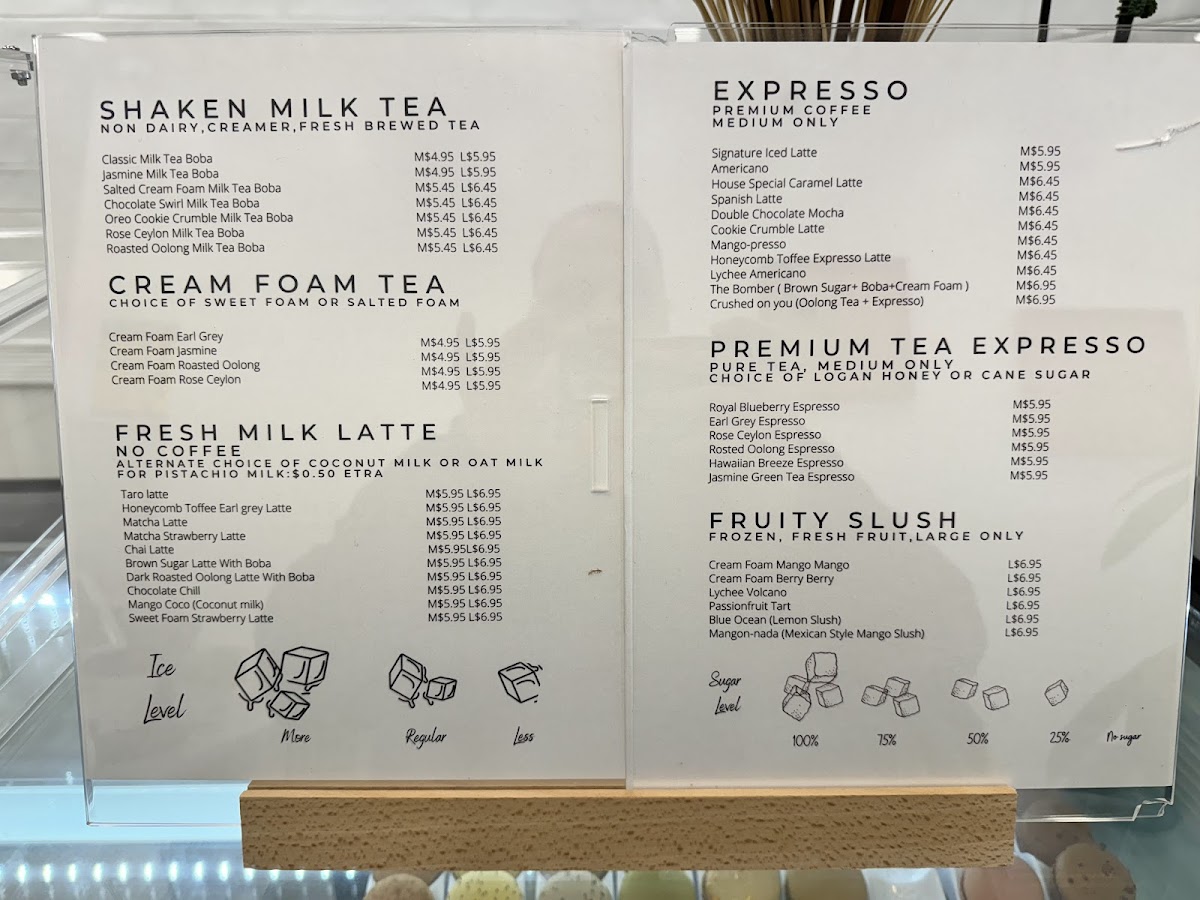 SHAKEN MILK TEA
NON DAIRY,CREAMER,FRESH BREWED TEA
Classic Milk Tea Boba M$4.95 L$5.95
Jasmine Milk Tea Boba M$4.95 L$5.95
Salted Cream Foam Milk Tea Boba M$5.45 L$6.45
Chocolate Swirl Milk Tea Boba M$5.45 L$6.45
Oreo Cookie Crumble Milk Tea Boba M$5.45 L$6.45
Rose Ceylon Milk Tea Boba M$5.45 L$6.45
Roasted Oolong Milk Tea Boba M$5.45 L$6.45
CREAM FOAM TEA
CHOICE OF SWEET FOAM OR SALTED FOAM
Cream Foam Earl Grey M$4.95 L$5.95
Cream Foam Jasmine M$4.95 L$5.95
Cream Foam Roasted Oolong M$4.95 L$5.95
Cream Foam Rose Ceylon M$4.95 L$5.95
FRESH MILK LATTE
NO COFFEE
ALTERNATE CHOICE OF COCONUT MILK OR OAT MILK
FOR PISTACHIO MILK:$0.50 ETRA
Taro latte M$5.95 L$6.95
Honeycomb Toffee Earl grey Latte M$5.95 L$6.95
Matcha Latte M$5.95 L$6.95
Matcha Strawberry Latte M$5.95 L$6.95
Chai Latte M$5.95L$6.95
Brown Sugar Latte With Boba M$5.95 L$6.95
Dark Roasted Oolong Latte With Boba M$5.95 L$6.95
Chocolate Chill M$5.95 L$6.95
Mango Coco (Coconut milk) M$5.95 L$6.95
Sweet Foam Strawberry Latte M$5.95 L$6.95
Ice
Level
More Regular Less
EXPRESSO
PREMIUM COFFEE
MEDIUM ONLY
Signature Iced Latte M$5.95
Americano M$5.95
House Special Caramel Latte M$6.45
Spanish Latte M$6.45
Double Chocolate Mocha M$6.45
Cookie Crumble Latte M$6.45
Mango-presso M$6.45
Honeycomb Toffee Expresso Latte M$6.45
Lychee Americano M$6.45
The Bomber ( Brown Sugar+ Boba+Cream Foam ) M$6.95
Crushed on you (Oolong Tea + Expresso) M$6.95
PREMIUM TEA EXPRESSO
PURE TEA, MEDIUM ONLY
CHOICE OF LOGAN HONEY OR CANE SUGAR
Royal Blueberry Espresso M$5.95
Earl Grey Espresso M$5.95
Rose Ceylon Espresso M$5.95
Rosted Oolong Espresso M$5.95
Hawaiian Breeze Espresso M$5.95
Jasmine Green Tea Espresso M$5.95
FRUITY SLUSH
FROZEN, FRESH FRUIT,LARGE ONLY
Cream Foam Mango Mango L$6.95
Cream Foam Berry Berry L$6.95
Lychee Volcano L$6.95
Passionfruit Tart L$6.95
Blue Ocean (Lemon Slush) L$6.95
Mangon-nada (Mexican Style Mango Slush) L$6.95
Sugar
Level
100% 75% 50% 25% No sugar